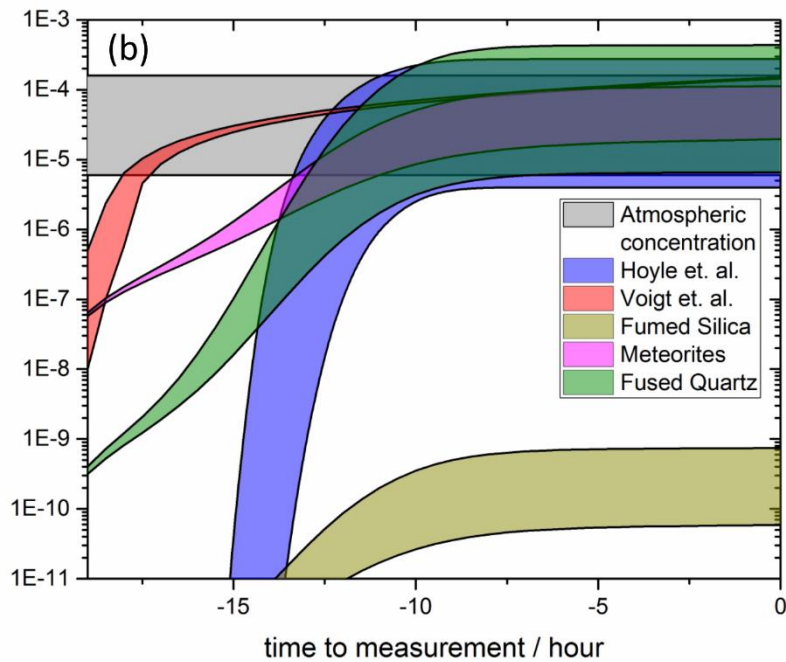 (b)
1E-3
1E-4
1E-5
1E-6
1E-7
1E-8
1E-9
1E-10
1E-11
Atmospheric
concentration
Hoyle et. al.
Voigt et. al.
Fumed Silica
Meteorites
Fused Quartz
-15 -10 -5 0
time to measurement / hour